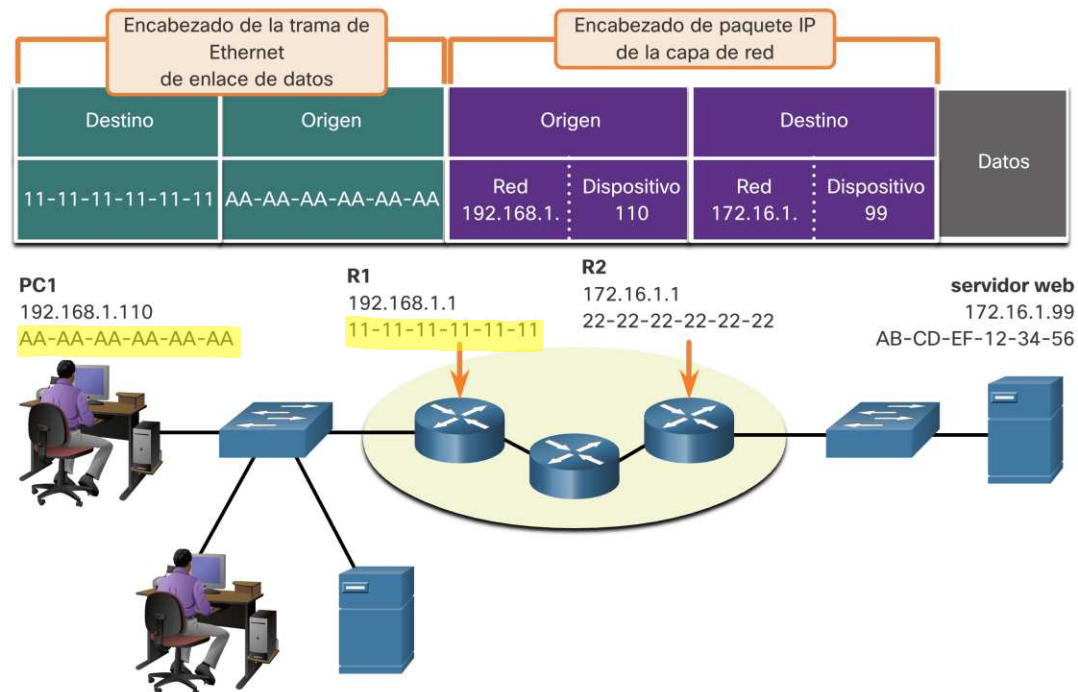 Encabezado de la trama de
Ethernet
de enlace de datos
Encabezado de paquete IP
de la capa de red
Destino
Origen
Origen
Destino
Datos
11-11-11-11-11-11
AA-AA-AA-AA-AA-AA
Red
192.168.1.
Dispositivo
110
Red
172.16.1.
Dispositivo
99
PC1
192.168.1.110
AA-AA-AA-AA-AA-AA
R1
192.168.1.1
11-11-11-11-11-11
R2
172.16.1.1
22-22-22-22-22-22
servidor web
172.16.1.99
AB-CD-EF-12-34-56